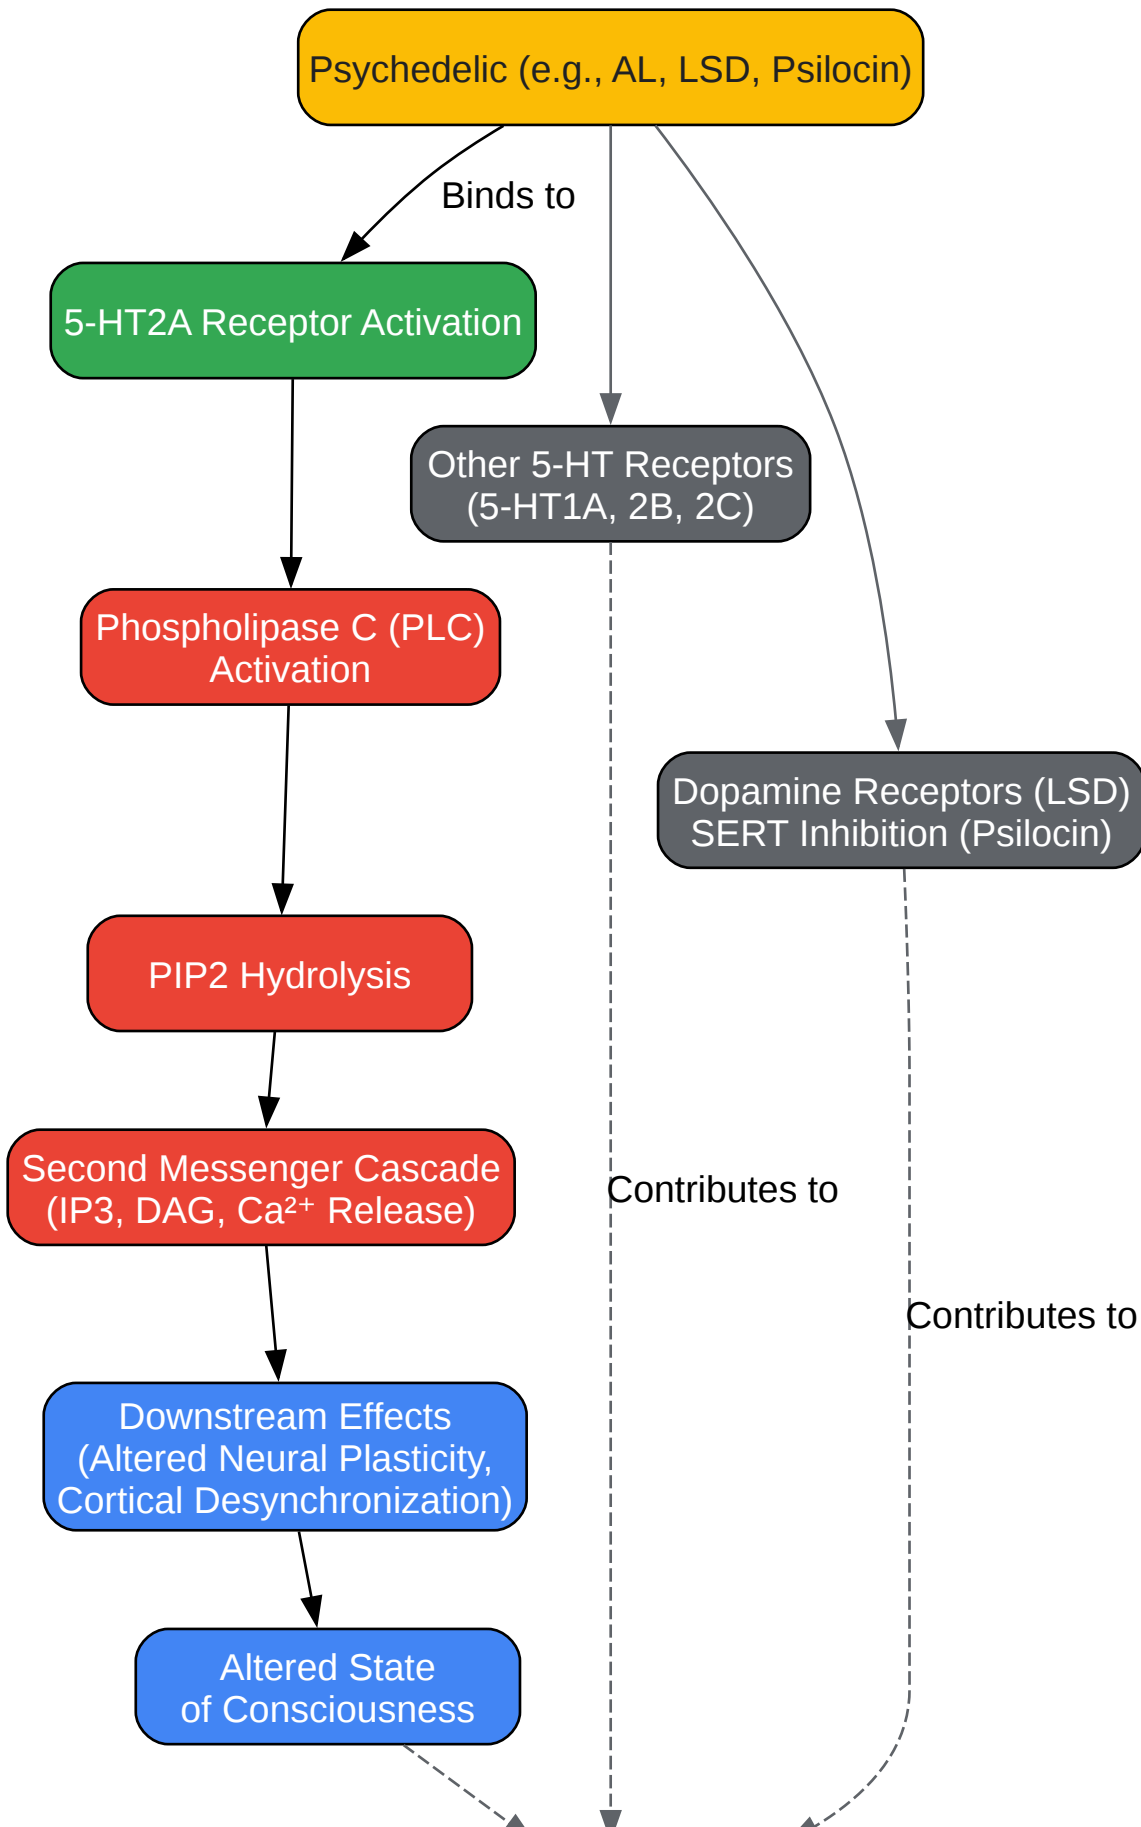 Psychedelic (e.g., AL, LSD, Psilocin)
Binds to
5-HT2A Receptor Activation
Other 5-HT Receptors
(5-HT1A, 2B, 2C)
Phospholipase C (PLC)
Activation
Dopamine Receptors (LSD)
SERT Inhibition (Psilocin)
PIP2 Hydrolysis
Second Messenger Cascade
(IP3, DAG, Ca²⁺ Release)
Contributes to
Contributes to
Downstream Effects
(Altered Neural Plasticity,
Cortical Desynchronization)
Altered State
of Consciousness